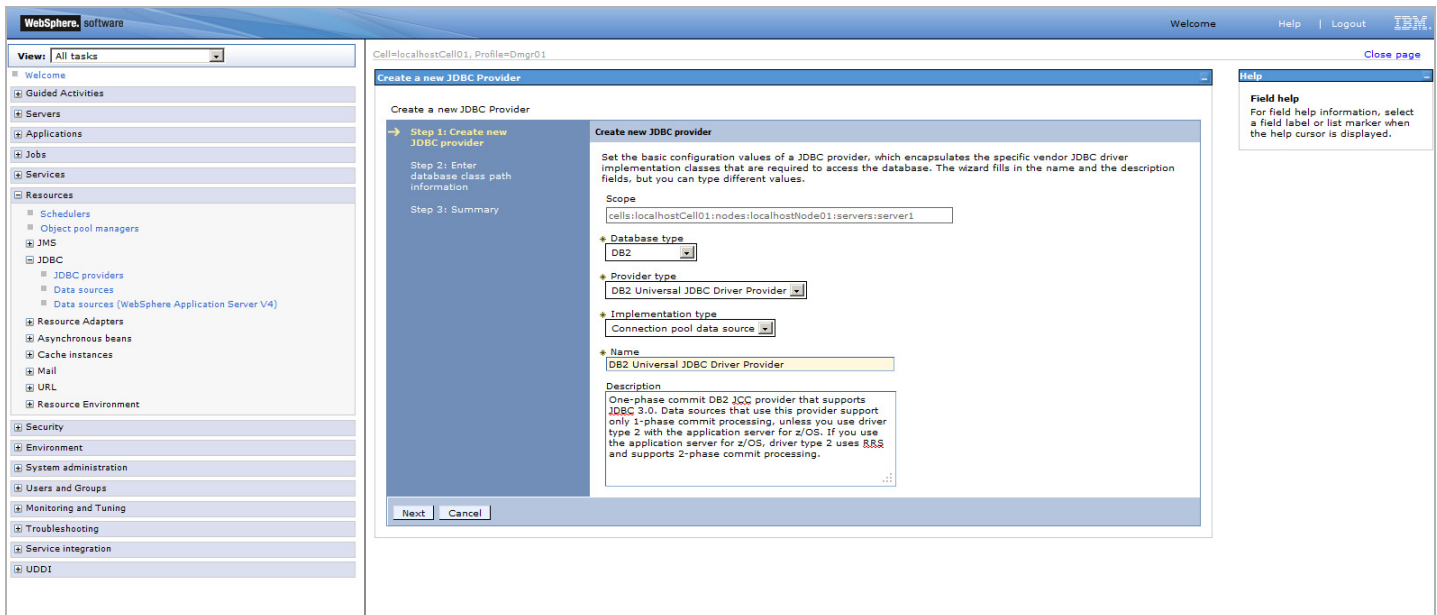 WebSphere. software
Welcome
Help | Logout
IBM.
View: All tasks
Welcome
Guided Activities
Servers
Applications
Jobs
Services
Resources
Schedulers
Object pool managers
JMS
JDBC
JDBC providers
Data sources
Data sources (WebSphere Application Server V4)
Resource Adapters
Asynchronous beans
Cache instances
Mail
URL
Resource Environment
Security
Environment
System administration
Users and Groups
Monitoring and Tuning
Troubleshooting
Service integration
UDDI
Cell=localhostCell01, Profile=Dmgr01
Close page
Create a new JDBC Provider
Create a new JDBC Provider
Step 1: Create new
JDBC provider
Step 2: Enter
database class path
information
Step 3: Summary
Create new JDBC provider
Set the basic configuration values of a JDBC provider, which encapsulates the specific vendor JDBC driver
implementation classes that are required to access the database. The wizard fills in the name and the description
fields, but you can type different values.
Scope
cells:localhostCell01:nodes:localhostNode01:servers:server1
* Database type
DB2
* Provider type
DB2 Universal JDBC Driver Provider
* Implementation type
Connection pool data source
* Name
DB2 Universal JDBC Driver Provider
Description
One-phase commit DB2 JCC provider that supports
JDBC 3.0. Data sources that use this provider support
only 1-phase commit processing, unless you use driver
type 2 with the application server for z/OS. If you use
the application server for z/OS, driver type 2 uses RRS
and supports 2-phase commit processing.
Next Cancel
Help
Field help
For field help information, select
a field label or list marker when
the help cursor is displayed.